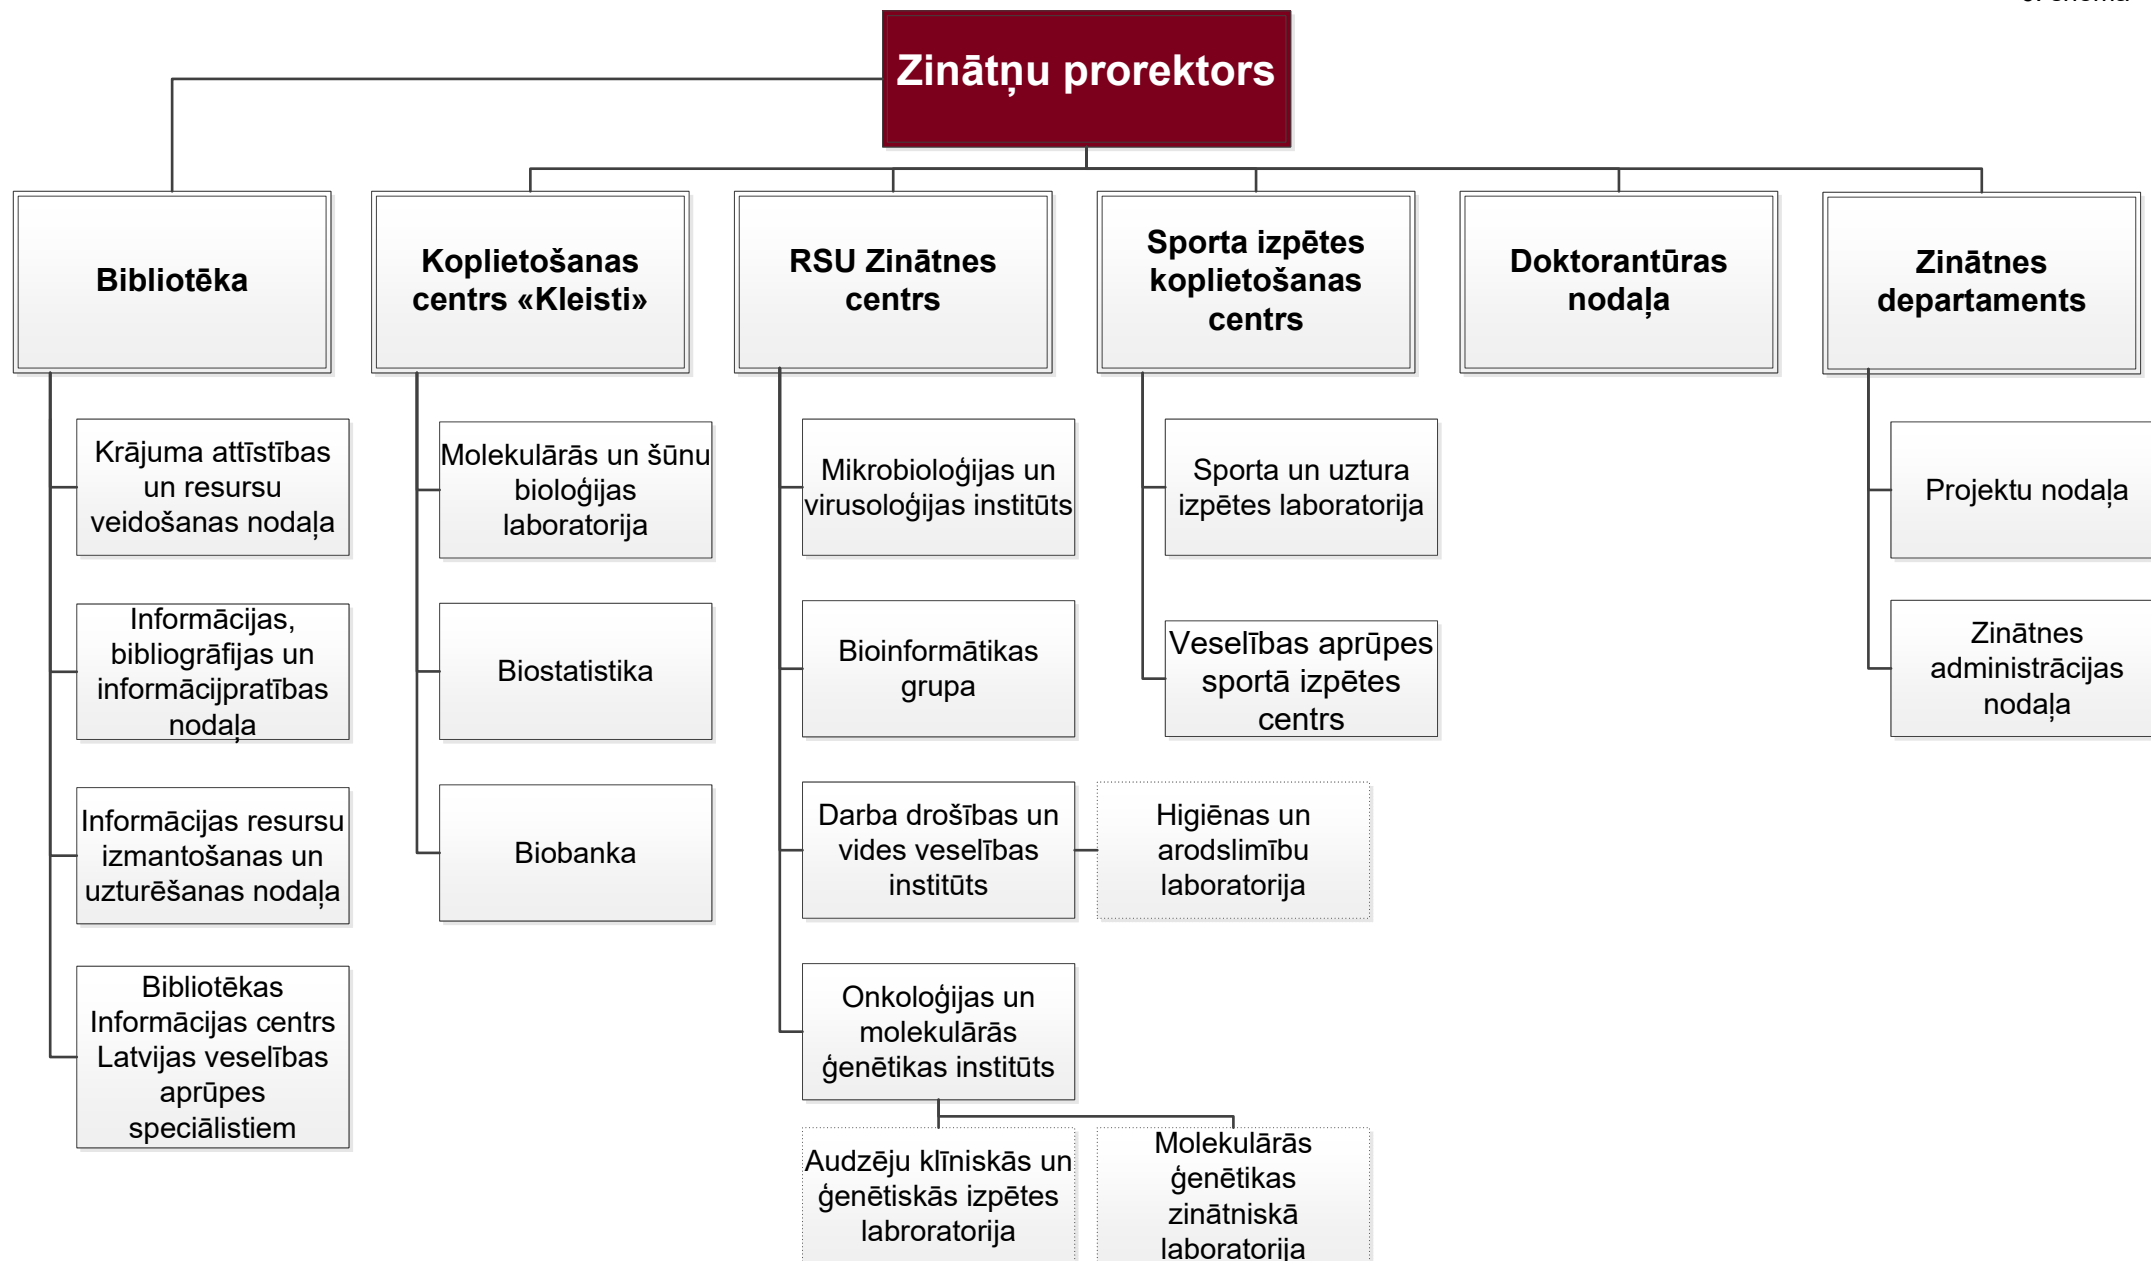 Zinātņu prorektors
Bibliotēka
Krājuma attīstības
un resursu
veidošanas nodaļa
Informācijas,
bibliogrāfijas un
informācijpratības
nodaļa
Informācijas resursu
izmantošanas un
uzturēšanas nodaļa
Bibliotēkas
Informācijas centrs
Latvijas veselības
aprūpes
speciālistiem
Koplietošanas
centrs «Kleisti»
Molekulārās un šūnu
bioloģijas
laboratorija
Biostatistika
Biobanka
RSU Zinātnes
centrs
Mikrobioloģijas un
virusoloģijas institūts
Bioinformātikas
grupa
Darba drošības un
vides veselības
institūts
Higiēnas un
arodslimību
laboratorija
Onkoloģijas un
molekulārās
ģenētikas institūts
Audzēju klīniskās un
ģenētiskās izpētes
labroratorija
Molekulārās
ģenētikas
zinātniskā
laboratorija
Sporta izpētes
koplietošanas
centrs
Sporta un uztura
izpētes laboratorija
Veselības aprūpes
sportā izpētes
centrs
Doktorantūras
nodaļa
Zinātnes
departaments
Projektu nodaļa
Zinātnes
administrācijas
nodaļa